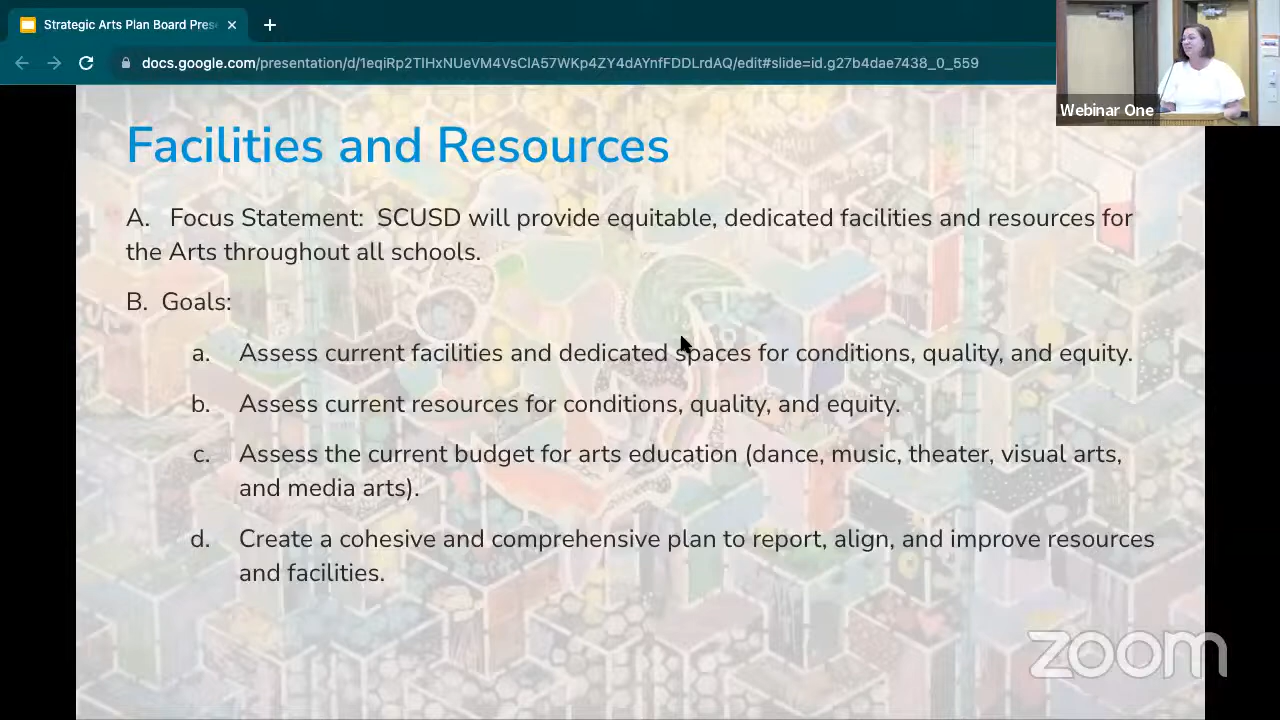 Strategic Arts Plan Board Pres
docs.google.com/presentation/d/1eqiRp2TIHxNUeVM4VsClA57WKp4ZY4dAYnfFDDLrdAQ/edit#slide=id.g27b4dae7438_0_559
Webinar One
Facilities and Resources
A. Focus Statement: SCUSD will provide equitable, dedicated facilities and resources for
the Arts throughout all schools.
B. Goals:
a. Assess current facilities and dedicated spaces for conditions, quality, and equity.
b. Assess current resources for conditions, quality, and equity.
c. Assess the current budget for arts education (dance, music, theater, visual arts,
and media arts).
d. Create a cohesive and comprehensive plan to report, align, and improve resources
and facilities.
zoom